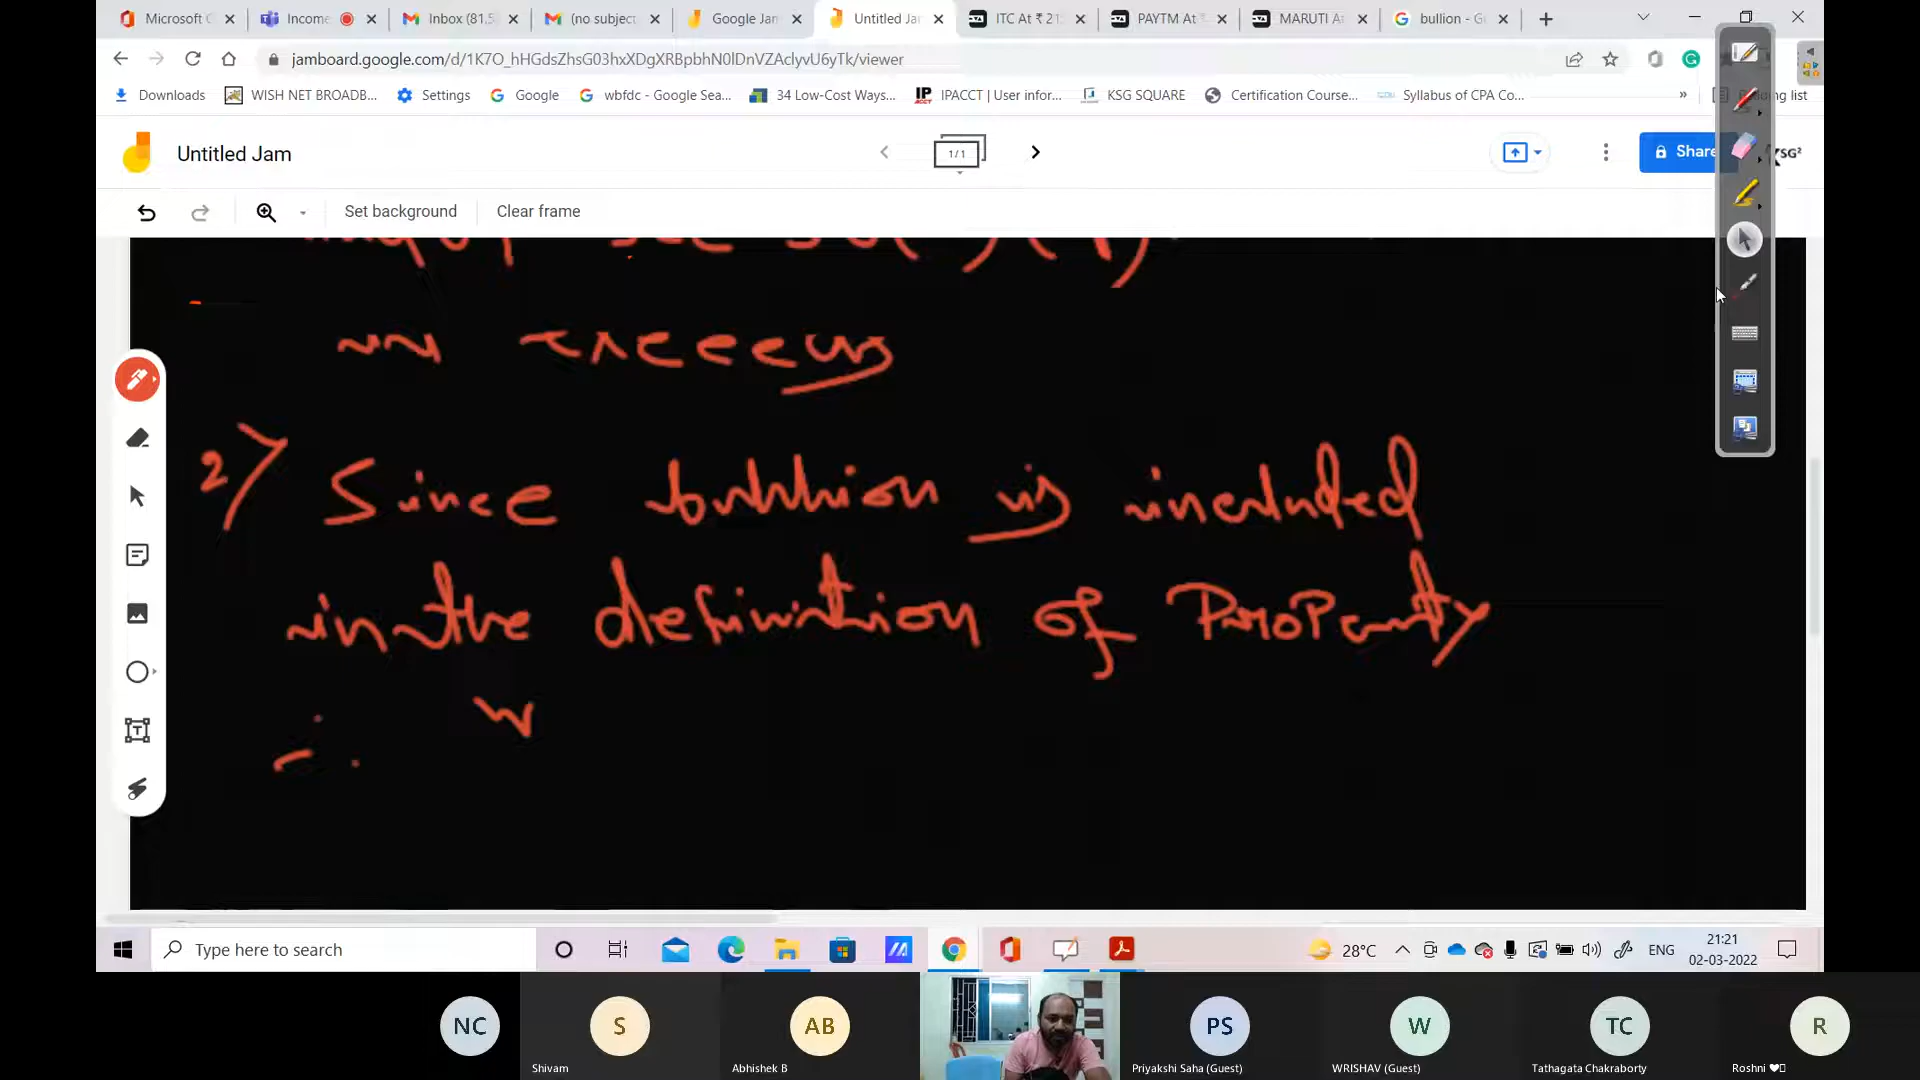 Microsoft O
Income
Inbox (81,5
(no subject
Google Jam
Untitled Jam
ITC At ₹ 21
PAYTM At ₹
MARUTI At
bullion - G
jamboard.google.com/d/1K7O_hHGdsZhsG03hxXDgXRBpbhN0lDnVZAclyvU6yTk/viewer
Downloads
WISH NET BROADB...
Settings
Google
wbfdc - Google Sea...
34 Low-Cost Ways...
IPACCT | User infor...
KSG SQUARE
Certification Course...
Syllabus of CPA Co...
»
Untitled Jam
1/1
Share
SG²
Set background
Clear frame
2) Since bullion is included
in the definition of Property
∴
Type here to search
28°C
ENG
21:21
02-03-2022
NC
S
AB
PS
W
TC
R
Shivam
Abhishek B
Priyakshi Saha (Guest)
WRISHAV (Guest)
Tathagata Chakraborty
Roshni ❤